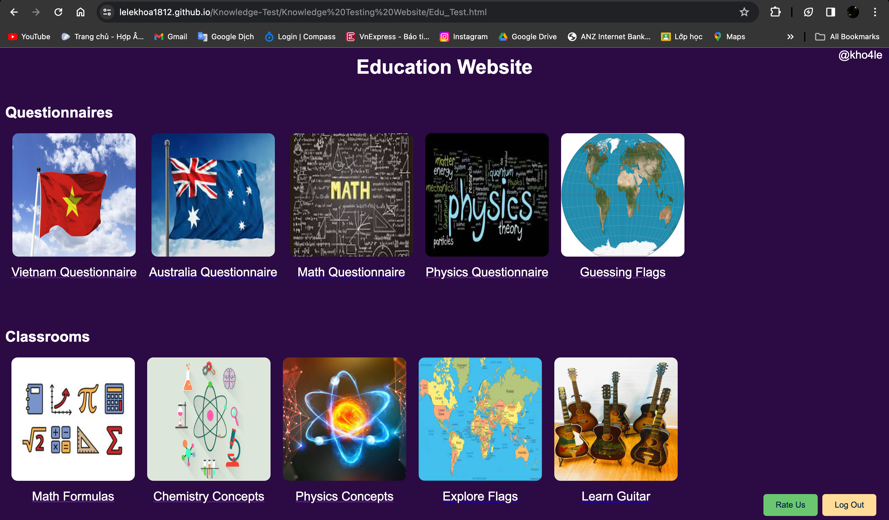 lelekhoa1812.github.io/Knowledge-Test/Knowledge%20Testing%20Website/Edu_Test.html
YouTube Trang chủ - Hợp Â... Gmail Google Dịch Login | Compass VnExpress - Báo ti... Instagram Google Drive ANZ Internet Bank... Lớp học Maps » All Bookmarks
@kho4le
Education Website
Questionnaires
MATH
matter
energy
quantum
mechanics
physics
theory
particles
Vietnam Questionnaire Australia Questionnaire Math Questionnaire Physics Questionnaire Guessing Flags
Classrooms
π
√2
Σ
Math Formulas Chemistry Concepts Physics Concepts Explore Flags Learn Guitar
Rate Us Log Out